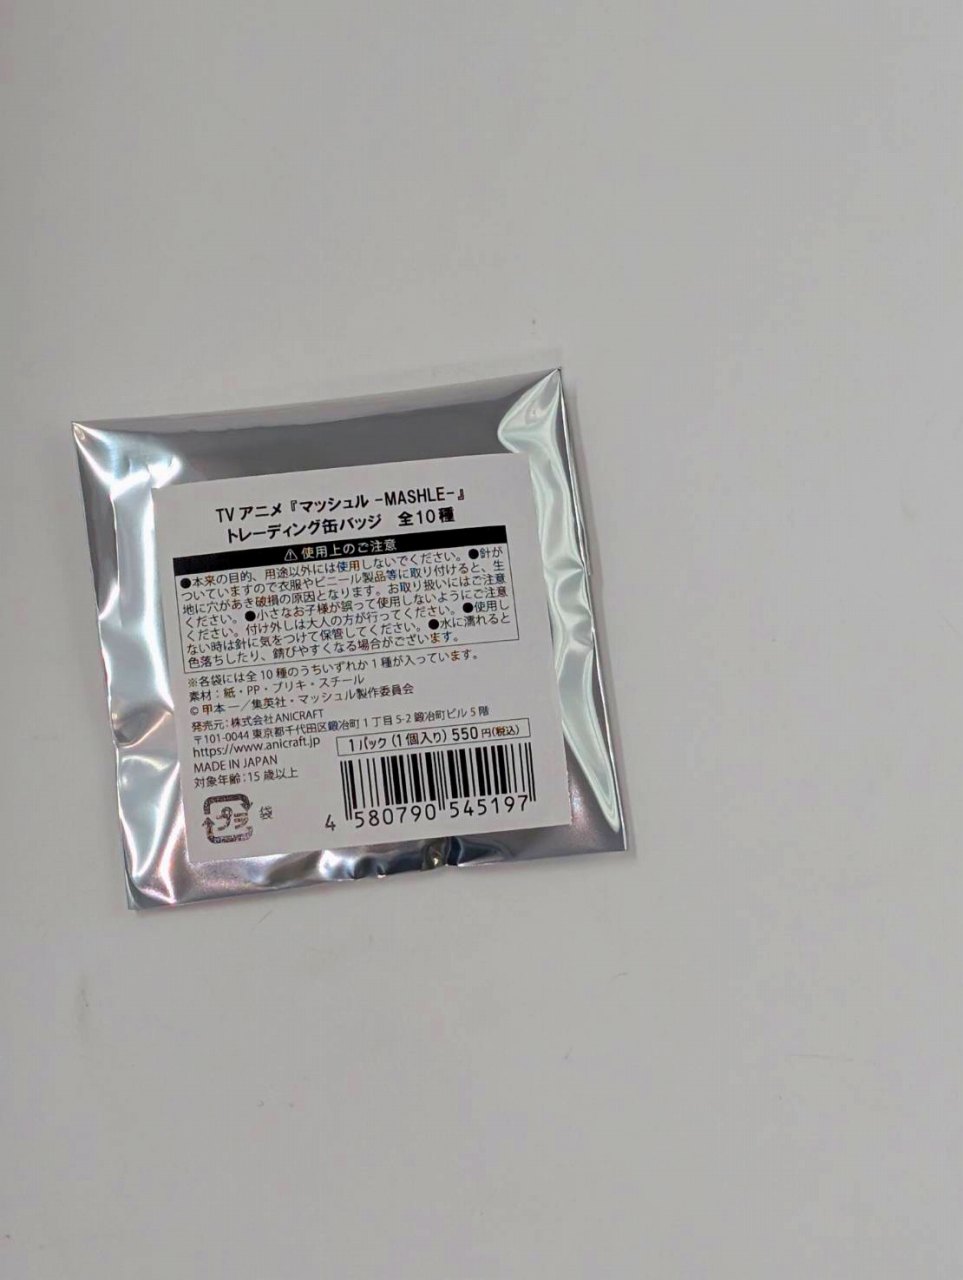 TVアニメ『マッシュル -MASHLE-』
トレーディング缶バッジ　全10種
⚠使用上のご注意
●本来の目的、用途以外には使用しないでください。●針が
ついていますので衣服やビニール製品等に取り付けると、生
地に穴があき破損の原因となります。お取り扱いにはご注意
ください。●小さなお子様が誤って使用しないようにご注意
ください。付け外しは大人の方が行ってください。●使用し
ない時は針に気をつけて保管してください。●水に濡れると
色落ちしたり、錆びやすくなる場合がございます。
※各袋には全10種のうちいずれか1種が入っています。
素材：紙・PP・ブリキ・スチール
©甲本一／集英社・マッシュル製作委員会
発売元：株式会社ANICRAFT
〒101-0044 東京都千代田区鍛冶町1丁目5-2 鍛冶町ビル5階
https://www.anicraft.jp
1パック（1個入り）550円(税込)
MADE IN JAPAN
対象年齢：15歳以上
プラ 袋
4 580790 545197